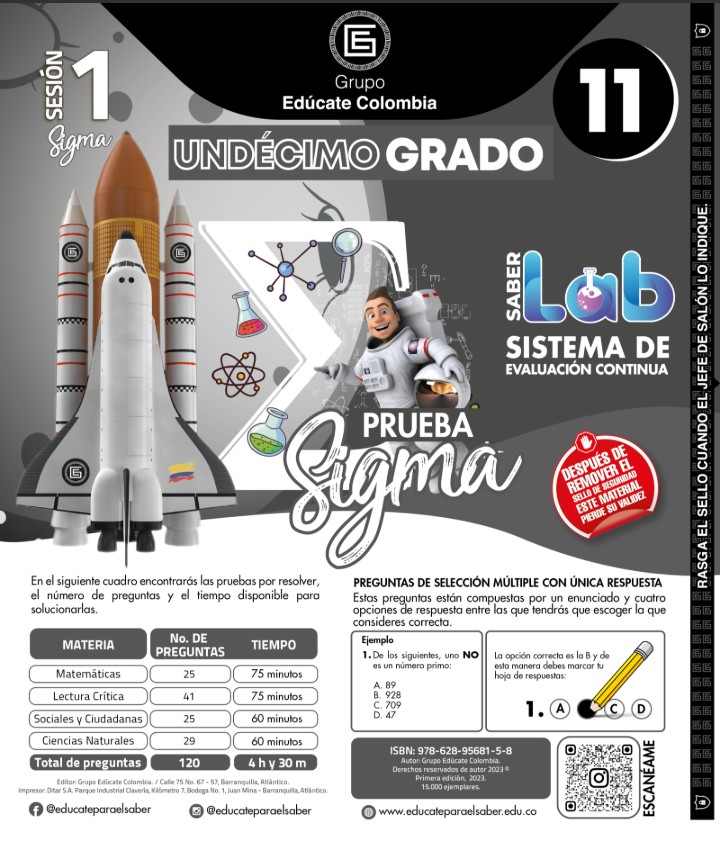 SESIÓN 1
Sigma
Grupo
Edúcate Colombia
11
UNDÉCIMO GRADO
SABER Lab
SISTEMA DE
EVALUACIÓN CONTINUA
PRUEBA
Sigma
DESPUÉS DE
REMOVER EL
SELLO DE SEGURIDAD
ESTE MATERIAL
PIERDE SU VALIDEZ
RASGA EL SELLO CUANDO EL JEFE DE SALÓN LO INDIQUE.
En el siguiente cuadro encontrarás las pruebas por resolver,
el número de preguntas y el tiempo disponible para
solucionarlas.
MATERIA No. DE PREGUNTAS TIEMPO
Matemáticas 25 75 minutos
Lectura Crítica 41 75 minutos
Sociales y Ciudadanas 25 60 minutos
Ciencias Naturales 29 60 minutos
Total de preguntas 120 4 h y 30 m
Editor: Grupo Edúcate Colombia. / Calle 75 No. 67 - 57, Barranquilla, Atlántico.
Impresor: Ditar S.A. Parque Industrial Clavería, Kilómetro 7, Bodega No. 1, Juan Mina - Barranquilla, Atlántico.
@educateparaelsaber @educateparaelsaber
PREGUNTAS DE SELECCIÓN MÚLTIPLE CON ÚNICA RESPUESTA
Estas preguntas están compuestas por un enunciado y cuatro
opciones de respuesta entre las que tendrás que escoger la que
consideres correcta.
Ejemplo
1. De los siguientes, uno NO
es un número primo:
A. 89
B. 928
C. 709
D. 47
La opción correcta es la B y de
esta manera debes marcar tu
hoja de respuestas:
1. A C D
ISBN: 978-628-95681-5-8
Autor: Grupo Edúcate Colombia.
Derechos reservados de autor 2023 ©
Primera edición, 2023.
15.000 ejemplares.
www.educateparaelsaber.edu.co
ESCANÉAME